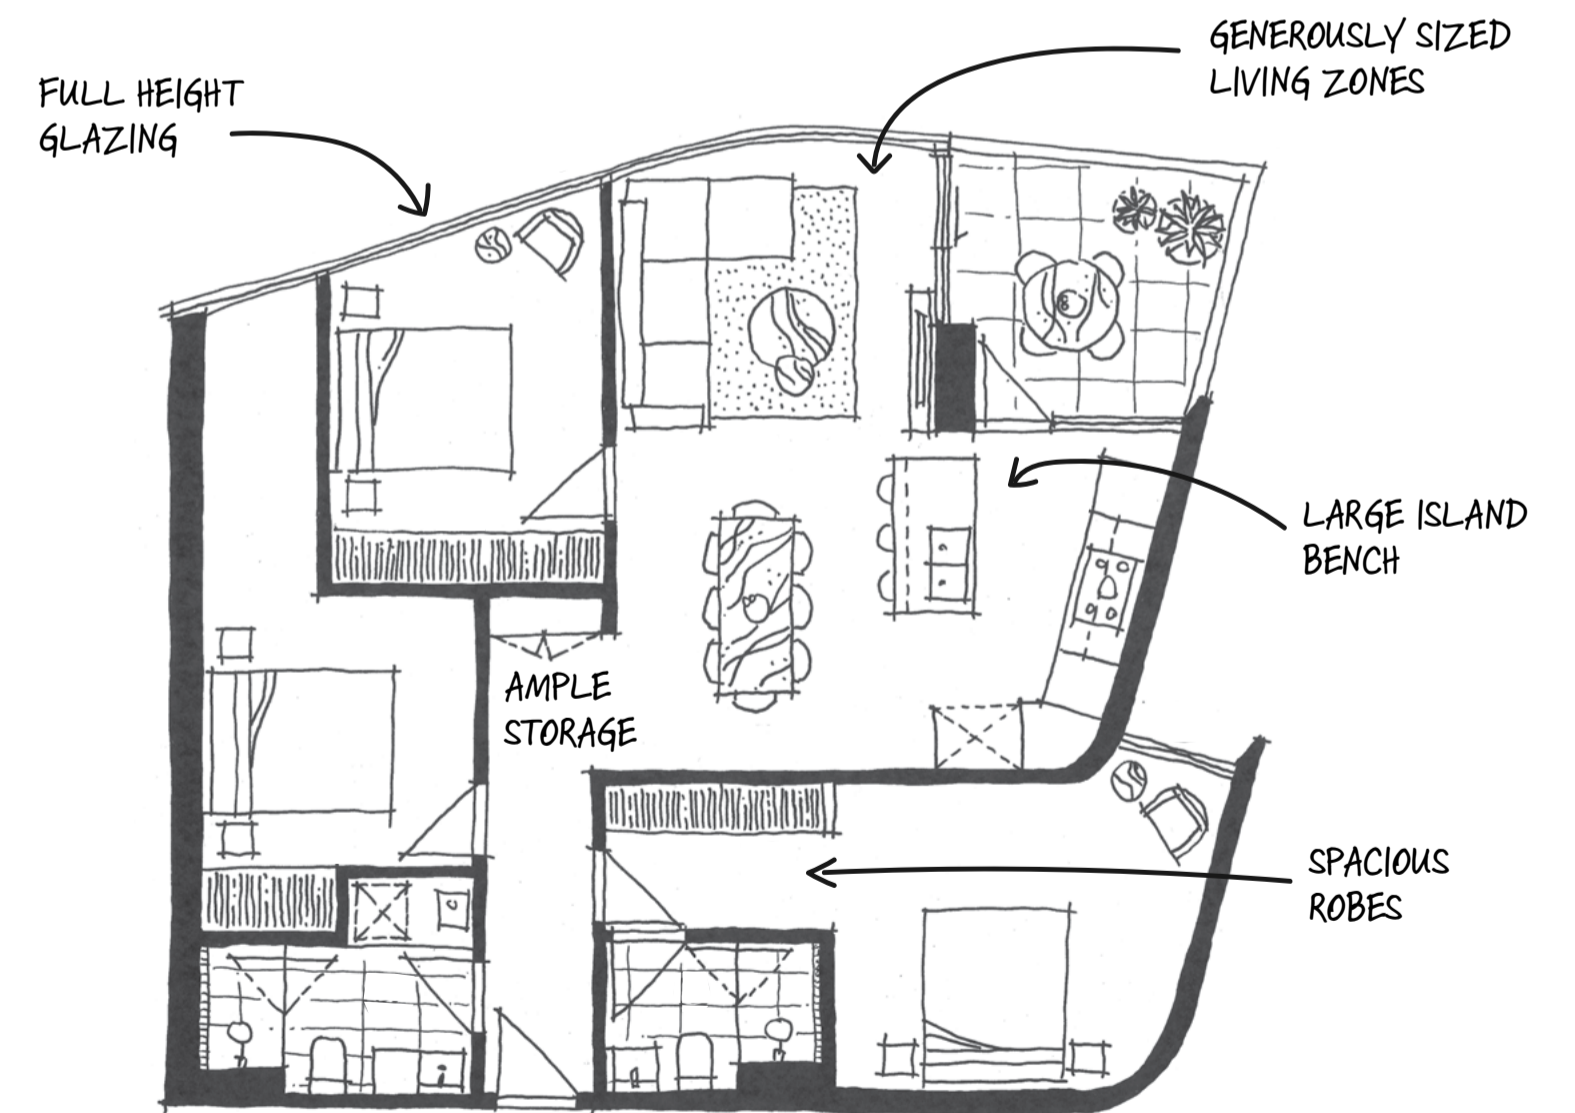 GENEROUSLY SIZED
LIVING ZONES
FULL HEIGHT
GLAZING
LARGE ISLAND
BENCH
AMPLE
STORAGE
SPACIOUS
ROBES